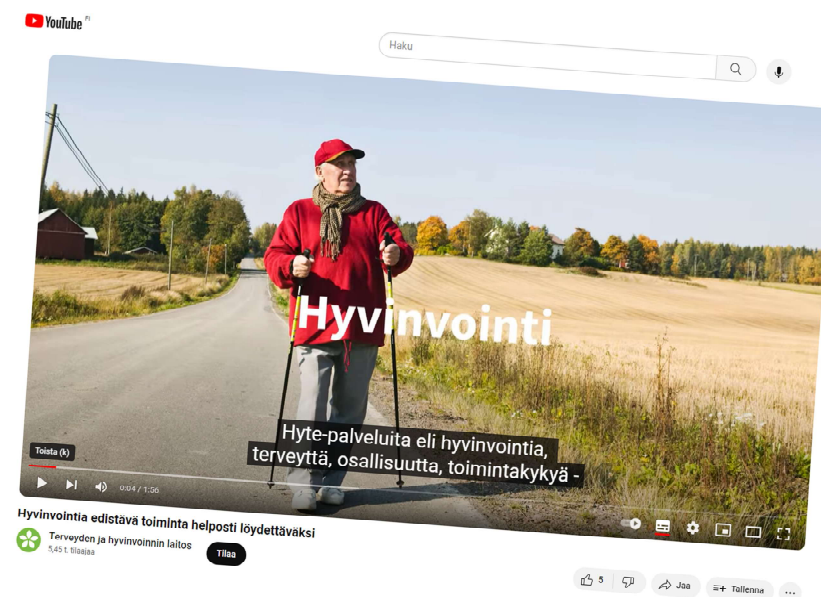 YouTube FI
Haku
Hyvinvointi
Hyte-palveluita eli hyvinvointia,
terveyttä, osallisuutta, toimintakykyä -
Toista (k)
0:04 / 1:56
Hyvinvointia edistävä toiminta helposti löydettäväksi
Terveyden ja hyvinvoinnin laitos
5,45 t. tilaajaa
Tilaa
5
Jaa
Tallenna
...